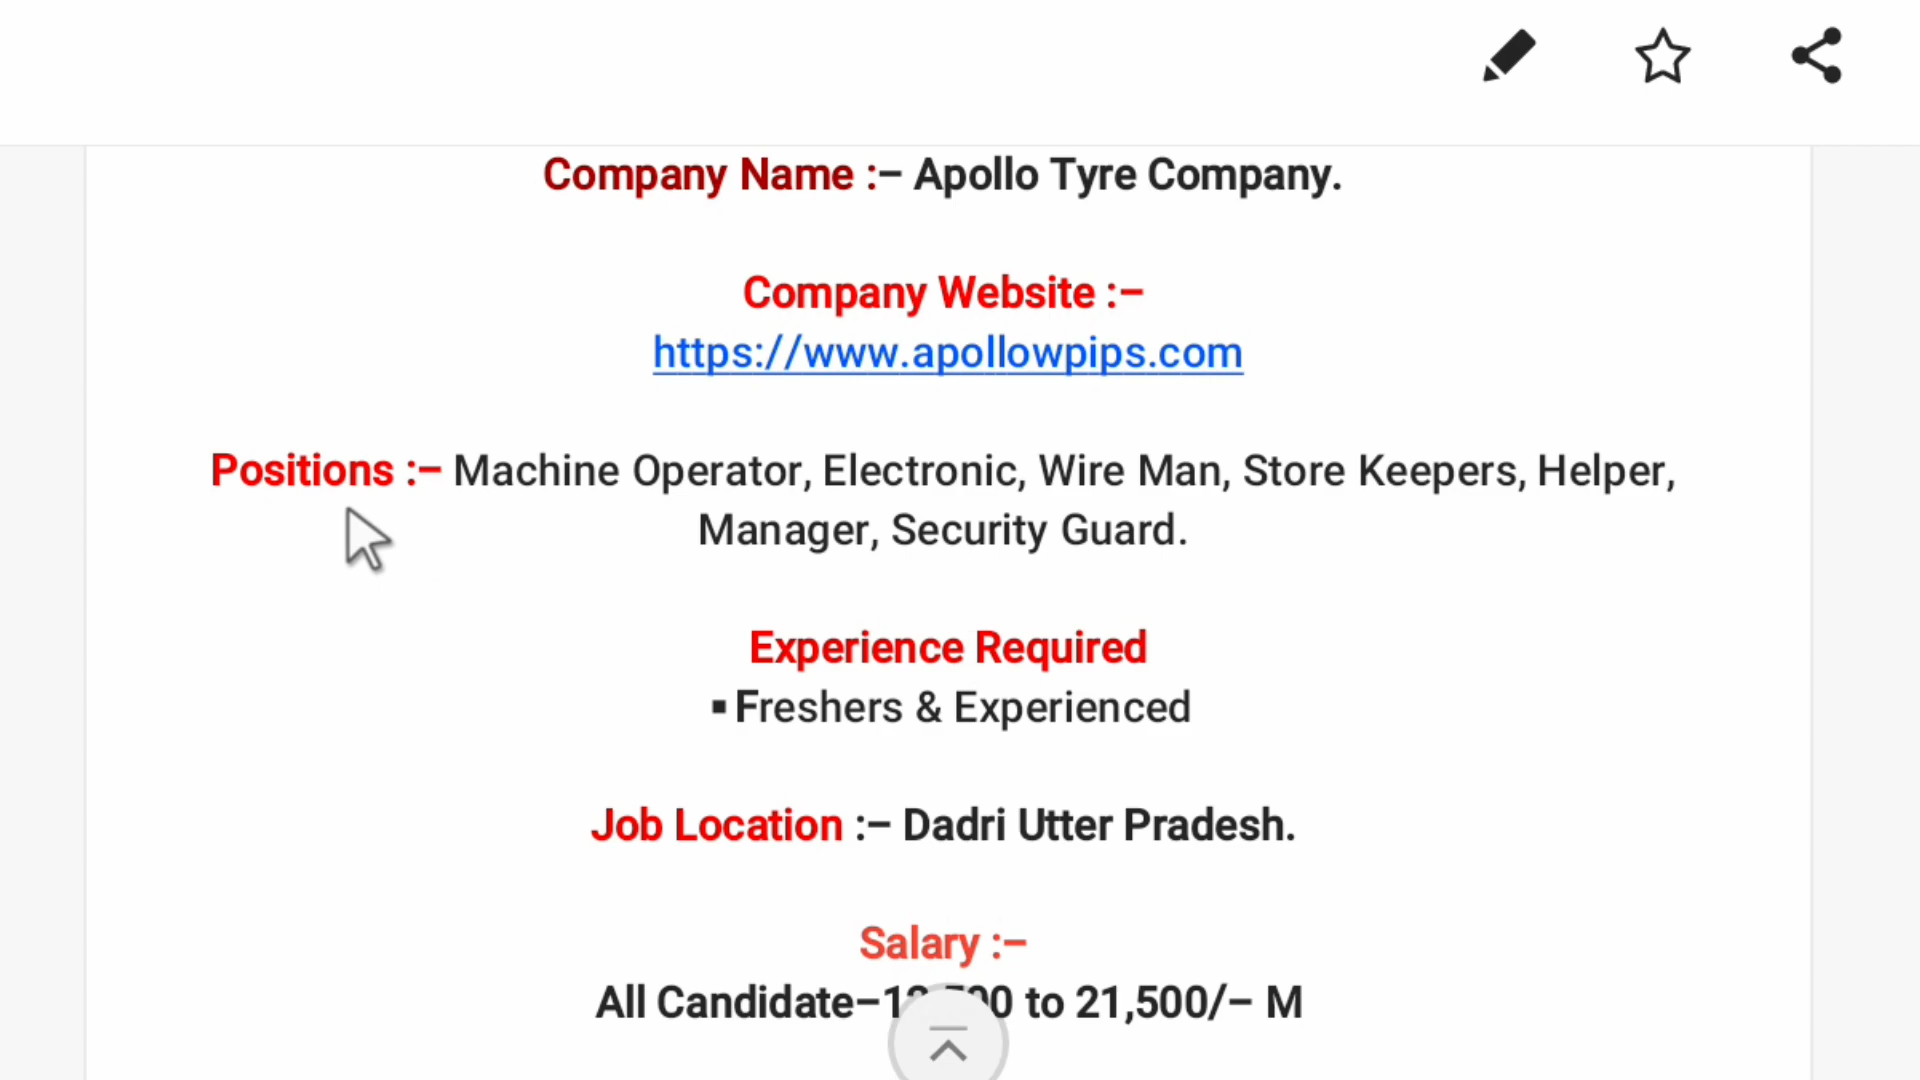 Company Name :– Apollo Tyre Company.
Company Website :–
https://www.apollowpips.com
Positions :– Machine Operator, Electronic, Wire Man, Store Keepers, Helper,
Manager, Security Guard.
Experience Required
▪ Freshers & Experienced
Job Location :– Dadri Utter Pradesh.
Salary :–
All Candidate– to 21,500/– M